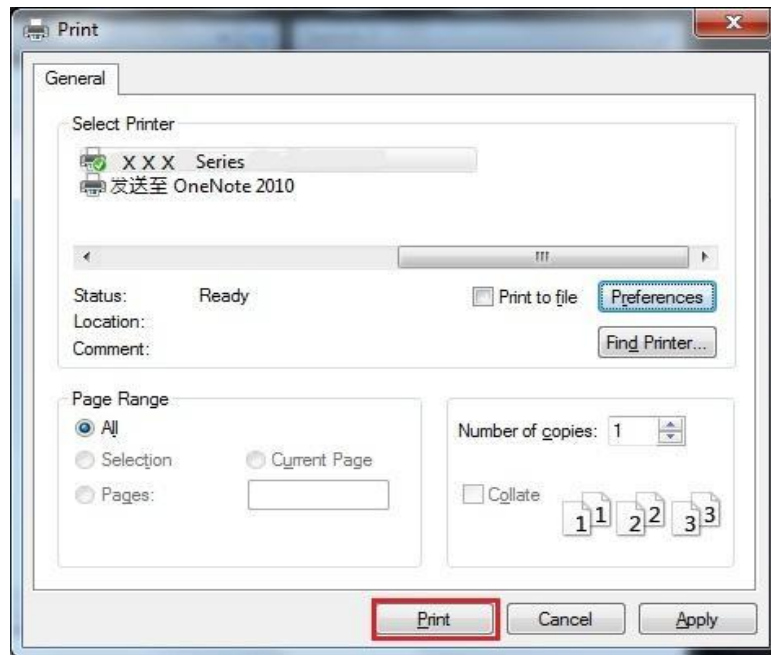 Print
General
Select Printer
X X X Series
发送至 OneNote 2010
Status: Ready
Print to file
Preferences
Location:
Comment:
Find Printer...
Page Range
All
Selection
Current Page
Pages:
Number of copies: 1
Collate
1 1 2 2 3 3
Print
Cancel
Apply